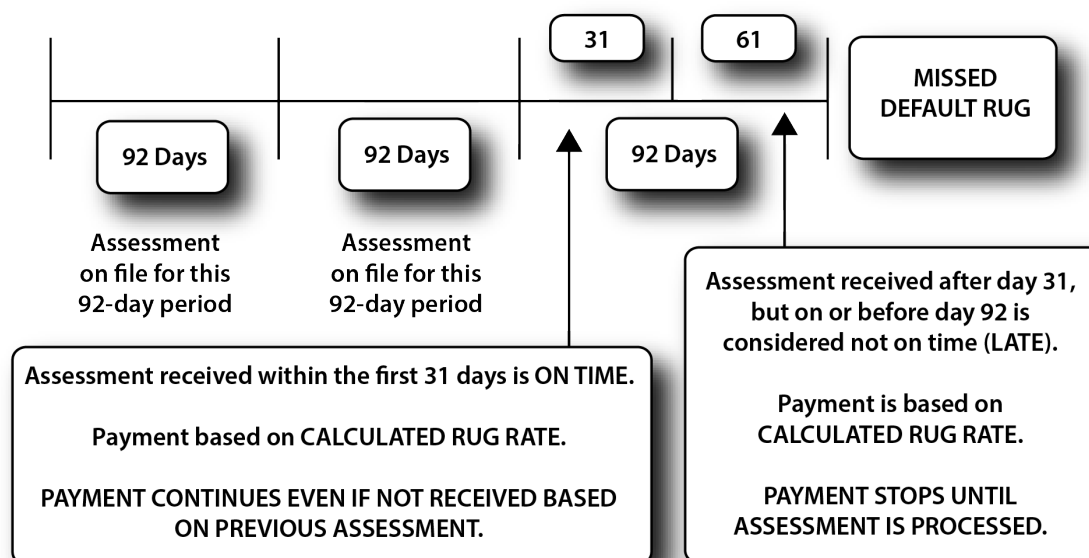 31
61
MISSED
DEFAULT RUG
92 Days
92 Days
92 Days
Assessment
on file for this
92-day period
Assessment
on file for this
92-day period
Assessment received within the first 31 days is ON TIME.
Payment based on CALCULATED RUG RATE.
PAYMENT CONTINUES EVEN IF NOT RECEIVED BASED
ON PREVIOUS ASSESSMENT.
Assessment received after day 31,
but on or before day 92 is
considered not on time (LATE).
Payment is based on
CALCULATED RUG RATE.
PAYMENT STOPS UNTIL
ASSESSMENT IS PROCESSED.